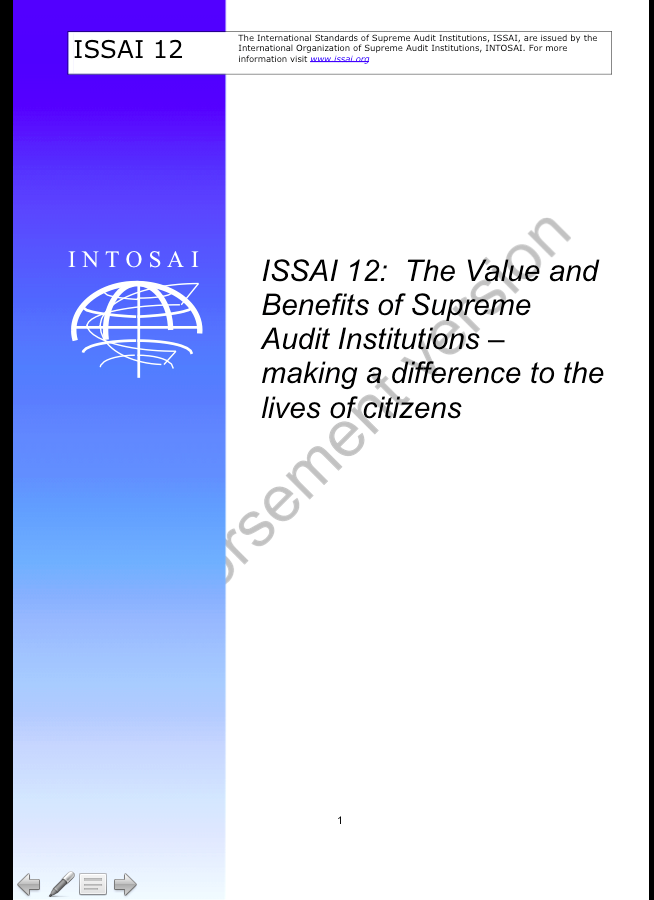 ISSAI 12
The International Standards of Supreme Audit Institutions, ISSAI, are issued by the
International Organization of Supreme Audit Institutions, INTOSAI. For more
information visit www.issai.org
INTOSAI
ISSAI 12:  The Value and
Benefits of Supreme
Audit Institutions –
making a difference to the
lives of citizens
version
1